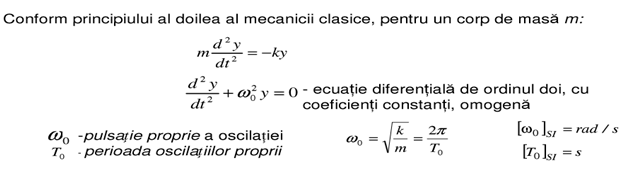 Conform principiului al doilea al mecanicii clasice, pentru un corp de masă m:
m d²y/dt² = -ky
d²y/dt² + ω₀²y = 0 - ecuație diferențială de ordinul doi, cu
coeficienți constanți, omogenă
ω₀ -pulsație proprie a oscilației
T₀ - perioada oscilațiilor proprii
ω₀ = √(k/m) = 2π/T₀
[ω₀]SI = rad / s
[T₀]SI = s